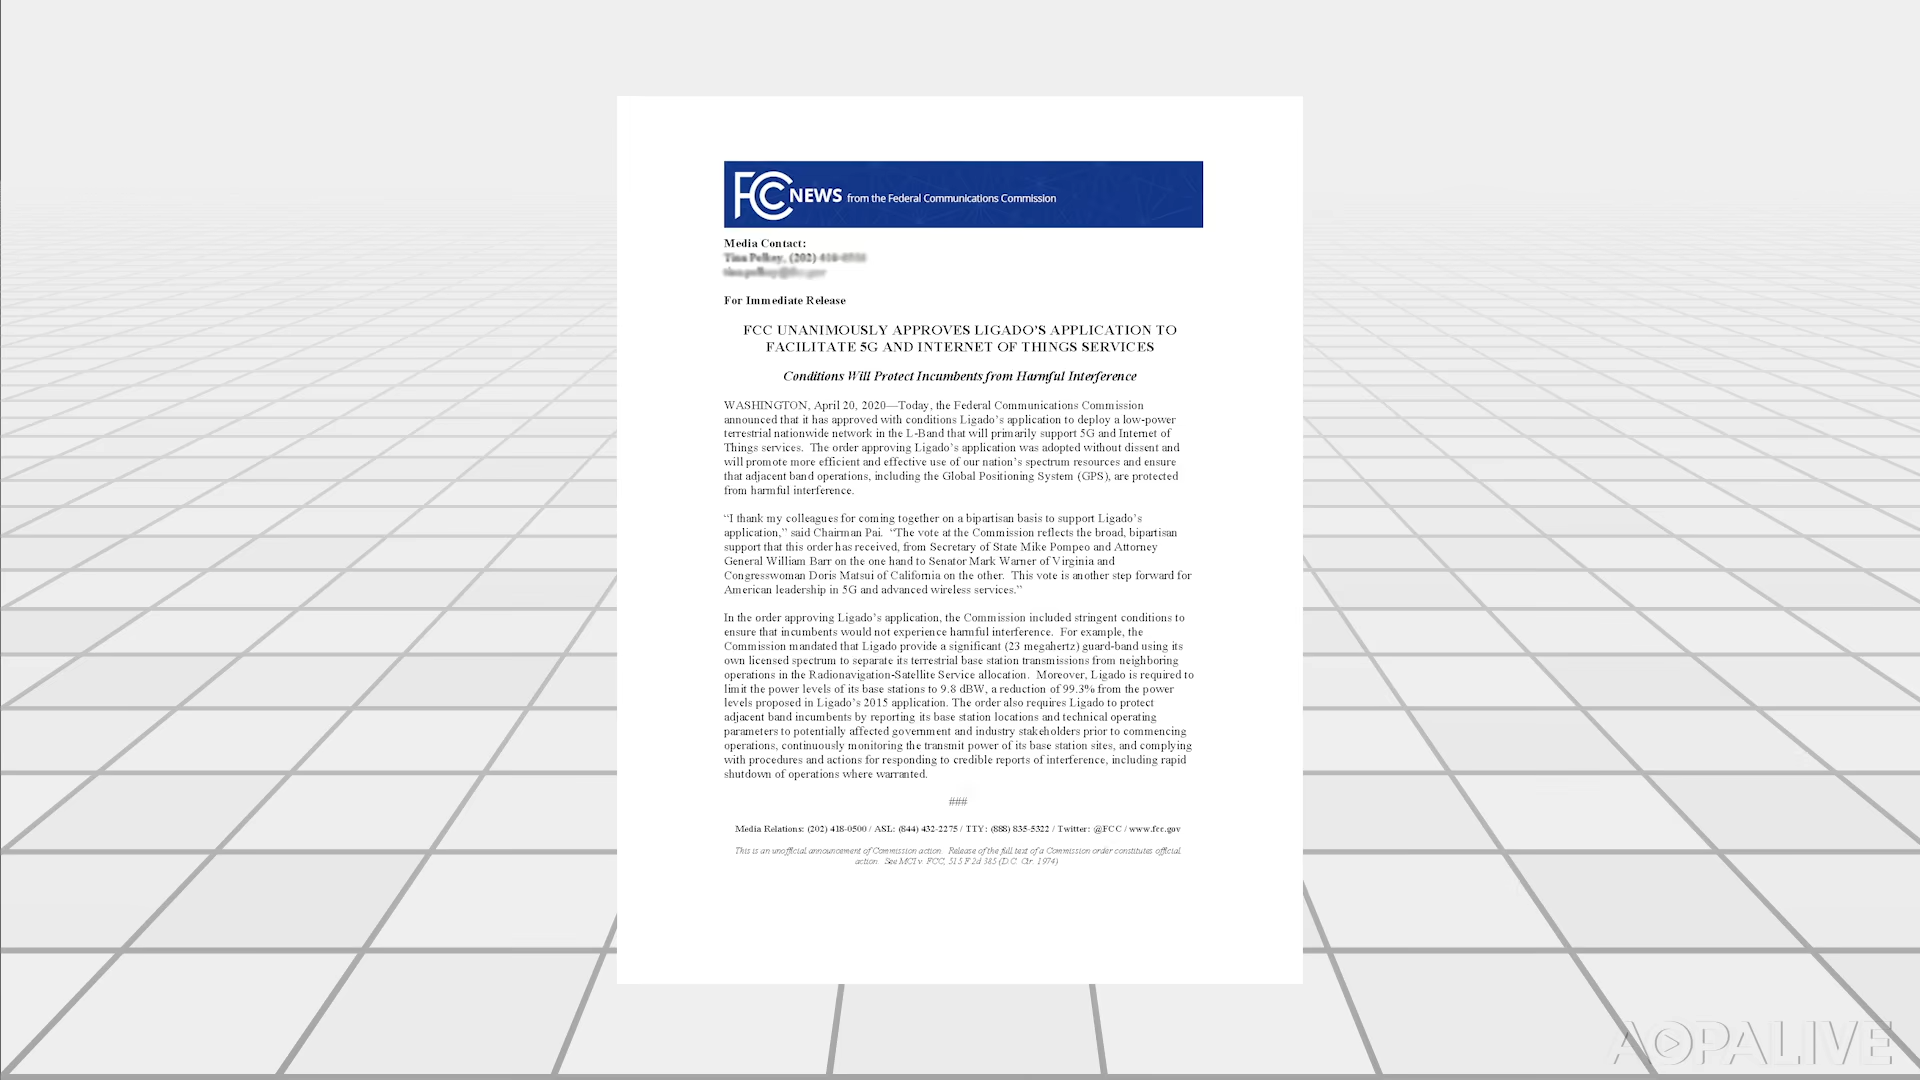 FCC NEWS from the Federal Communications Commission
Media Contact:
For Immediate Release
FCC UNANIMOUSLY APPROVES LIGADO'S APPLICATION TO
FACILITATE 5G AND INTERNET OF THINGS SERVICES
Conditions Will Protect Incumbents from Harmful Interference
WASHINGTON, April 20, 2020—Today, the Federal Communications Commission
announced that it has approved with conditions Ligado’s application to deploy a low-power
terrestrial nationwide network in the L-Band that will primarily support 5G and Internet of
Things services. The order approving Ligado’s application was adopted without dissent and
will promote more efficient and effective use of our nation’s spectrum resources and ensure
that adjacent band operations, including the Global Positioning System (GPS), are protected
from harmful interference.
“I thank my colleagues for coming together on a bipartisan basis to support Ligado’s
application,” said Chairman Pai. “The vote at the Commission reflects the broad, bipartisan
support that this order has received, from Secretary of State Mike Pompeo and Attorney
General William Barr on the one hand to Senator Mark Warner of Virginia and
Congresswoman Doris Matsui of California on the other. This vote is another step forward for
American leadership in 5G and advanced wireless services.”
In the order approving Ligado’s application, the Commission included stringent conditions to
ensure that incumbents would not experience harmful interference. For example, the
Commission mandated that Ligado provide a significant (23 megahertz) guard-band using its
own licensed spectrum to separate its terrestrial base station transmissions from neighboring
operations in the Radionavigation-Satellite Service allocation. Moreover, Ligado is required to
limit the power levels of its base stations to 9.8 dBW, a reduction of 99.3% from the power
levels proposed in Ligado’s 2015 application. The order also requires Ligado to protect
adjacent band incumbents by reporting its base station locations and technical operating
parameters to potentially affected government and industry stakeholders prior to commencing
operations, continuously monitoring the transmit power of its base station sites, and complying
with procedures and actions for responding to credible reports of interference, including rapid
shutdown of operations where warranted.
###
Media Relations: (202) 418-0500 / ASL: (844) 432-2275 / TTY: (888) 835-5322 / Twitter: @FCC / www.fcc.gov
This is an unofficial announcement of Commission action. Release of the full text of a Commission order constitutes official
action. See MCI v. FCC, 515 F.2d 385 (D.C. Cir. 1974)
AOPALIVE